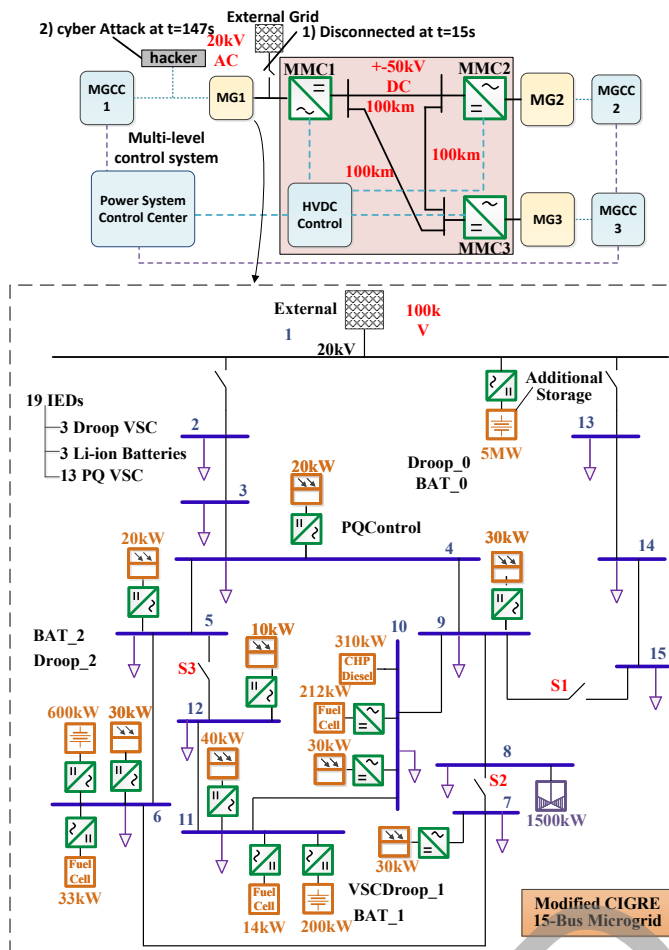 2) cyber Attack at t=147s
External Grid
1) Disconnected at t=15s
20kV
AC
hacker
MGCC
1
MG1
MMC1
+-50kV
DC
100km
MMC2
MG2
MGCC
2
Multi-level
control system
100km
100km
Power System
Control Center
HVDC
Control
MMC3
MG3
MGCC
3
External
100k
V
1
20kV
19 IEDs
3 Droop VSC
3 Li-ion Batteries
13 PQ VSC
2
Additional
Storage
5MW
Droop_0
BAT_0
13
3
20kW
PQControl
20kW
30kW
4
14
5
10
9
BAT_2
Droop_2
S3
10kW
310kW
CHP
Diesel
15
S1
212kW
Fuel
Cell
12
600kW
30kW
40kW
30kW
8
S2
6
11
7
1500kW
Fuel
Cell
33kW
Fuel
Cell
14kW
200kW
VSCDroop_1
BAT_1
30kW
Modified CIGRE
15-Bus Microgrid